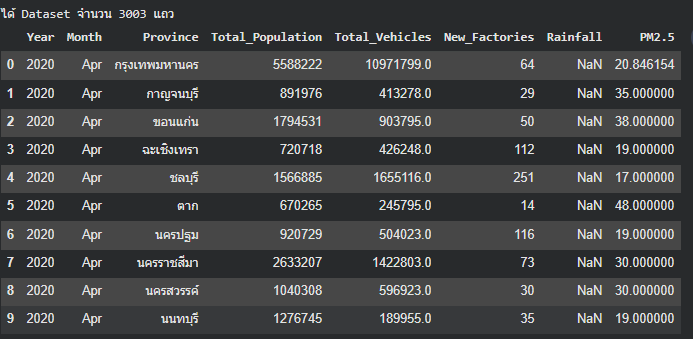 ได้ Dataset จำนวน 3003 แถว
Year Month Province Total_Population Total_Vehicles New_Factories Rainfall PM2.5
0 2020 Apr กรุงเทพมหานคร 5588222 10971799.0 64 NaN 20.846154
1 2020 Apr กาญจนบุรี 891976 413278.0 29 NaN 35.000000
2 2020 Apr ขอนแก่น 1794531 903795.0 50 NaN 38.000000
3 2020 Apr ฉะเชิงเทรา 720718 426248.0 112 NaN 19.000000
4 2020 Apr ชลบุรี 1566885 1655116.0 251 NaN 17.000000
5 2020 Apr ตาก 670265 245795.0 14 NaN 48.000000
6 2020 Apr นครปฐม 920729 504023.0 116 NaN 19.000000
7 2020 Apr นครราชสีมา 2633207 1422803.0 73 NaN 30.000000
8 2020 Apr นครสวรรค์ 1040308 596923.0 30 NaN 30.000000
9 2020 Apr นนทบุรี 1276745 189955.0 35 NaN 19.000000